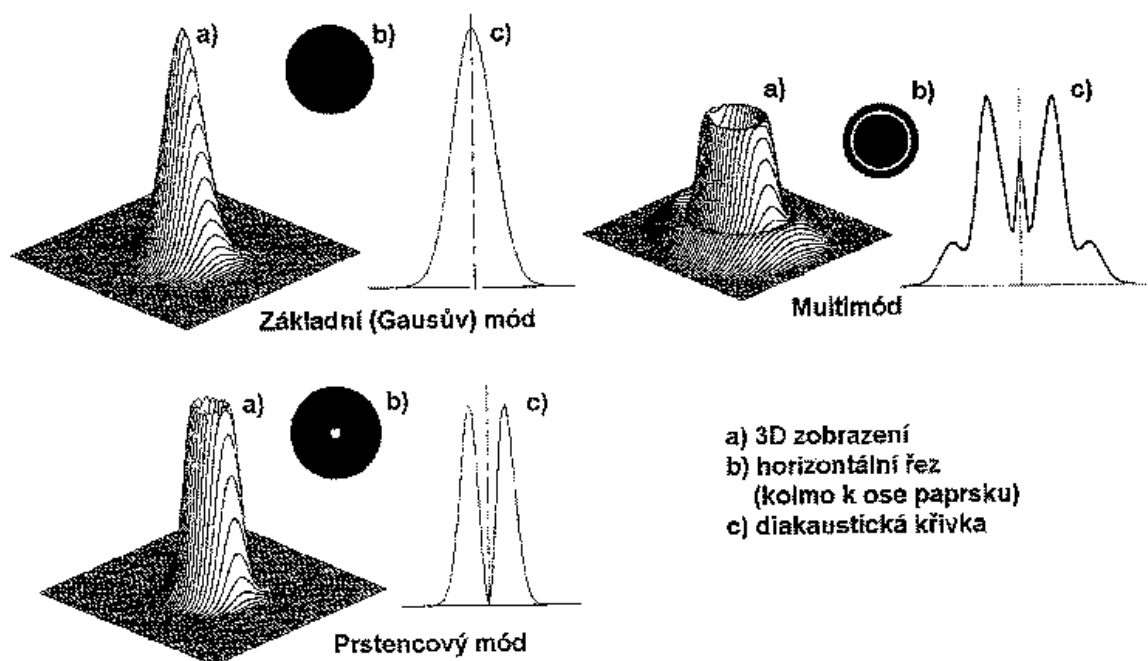 a)
b)
c)
Základní (Gausův) mód
a)
b)
c)
Multimód
a)
b)
c)
Prstencový mód
a) 3D zobrazení
b) horizontální řez
(kolmo k ose paprsku)
c) diakaustická křivka